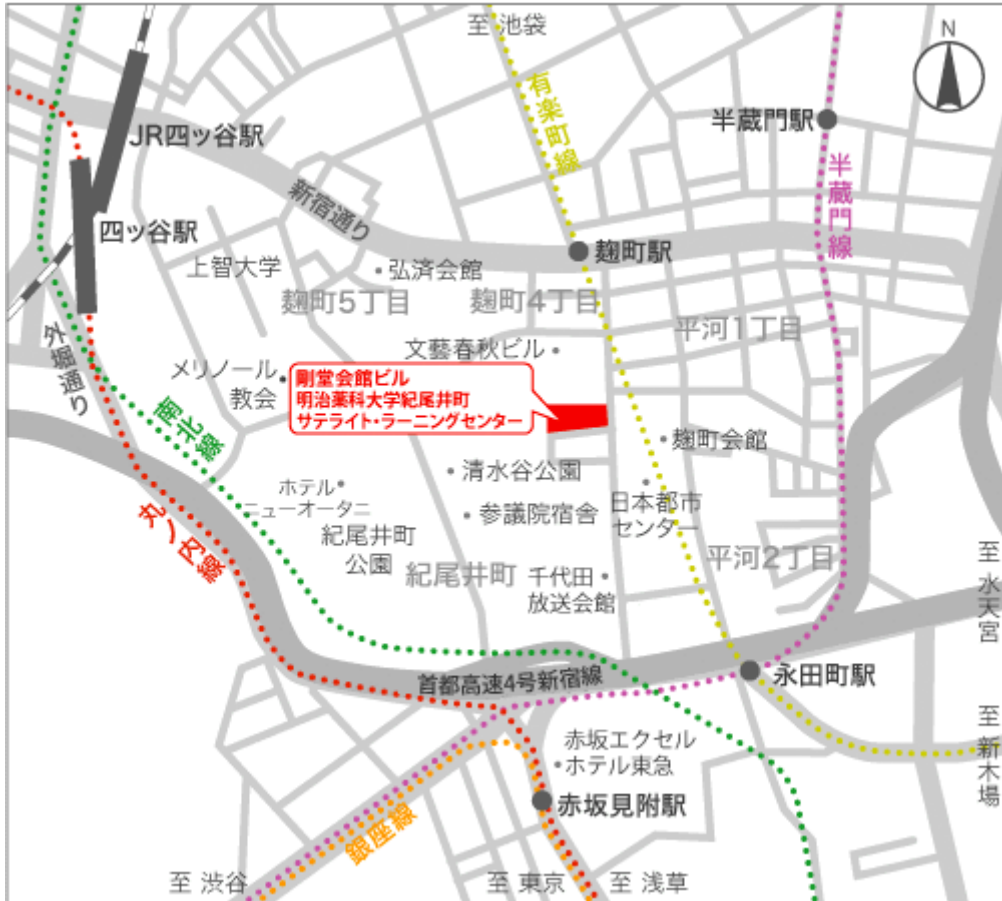 至 池袋
N
有楽町線
半蔵門駅
JR四ッ谷駅
半蔵門線
新宿通り
四ッ谷駅
麹町駅
上智大学
弘済会館
麹町5丁目
麹町4丁目
平河1丁目
外堀通り
文藝春秋ビル
メリノール
教会
剛堂会館ビル
明治薬科大学紀尾井町
サテライト・ラーニングセンター
南北線
麹町会館
清水谷公園
ホテル
ニューオータニ
参議院宿舎
日本都市
センター
丸ノ内線
紀尾井町
公園
紀尾井町
千代田
放送会館
平河2丁目
至 水天宮
首都高速4号新宿線
永田町駅
至 新木場
赤坂エクセル
ホテル東急
赤坂見附駅
銀座線
至 渋谷
至 東京
至 浅草